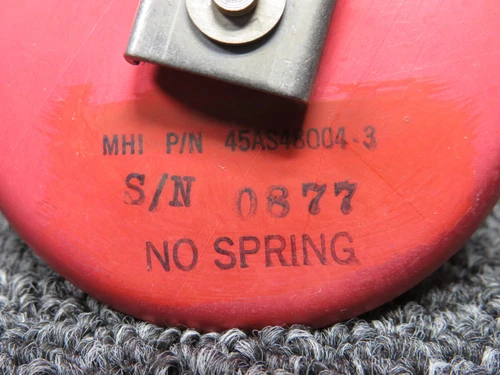 MHI P/N 45AS48004-3
S/N 0877
NO SPRING